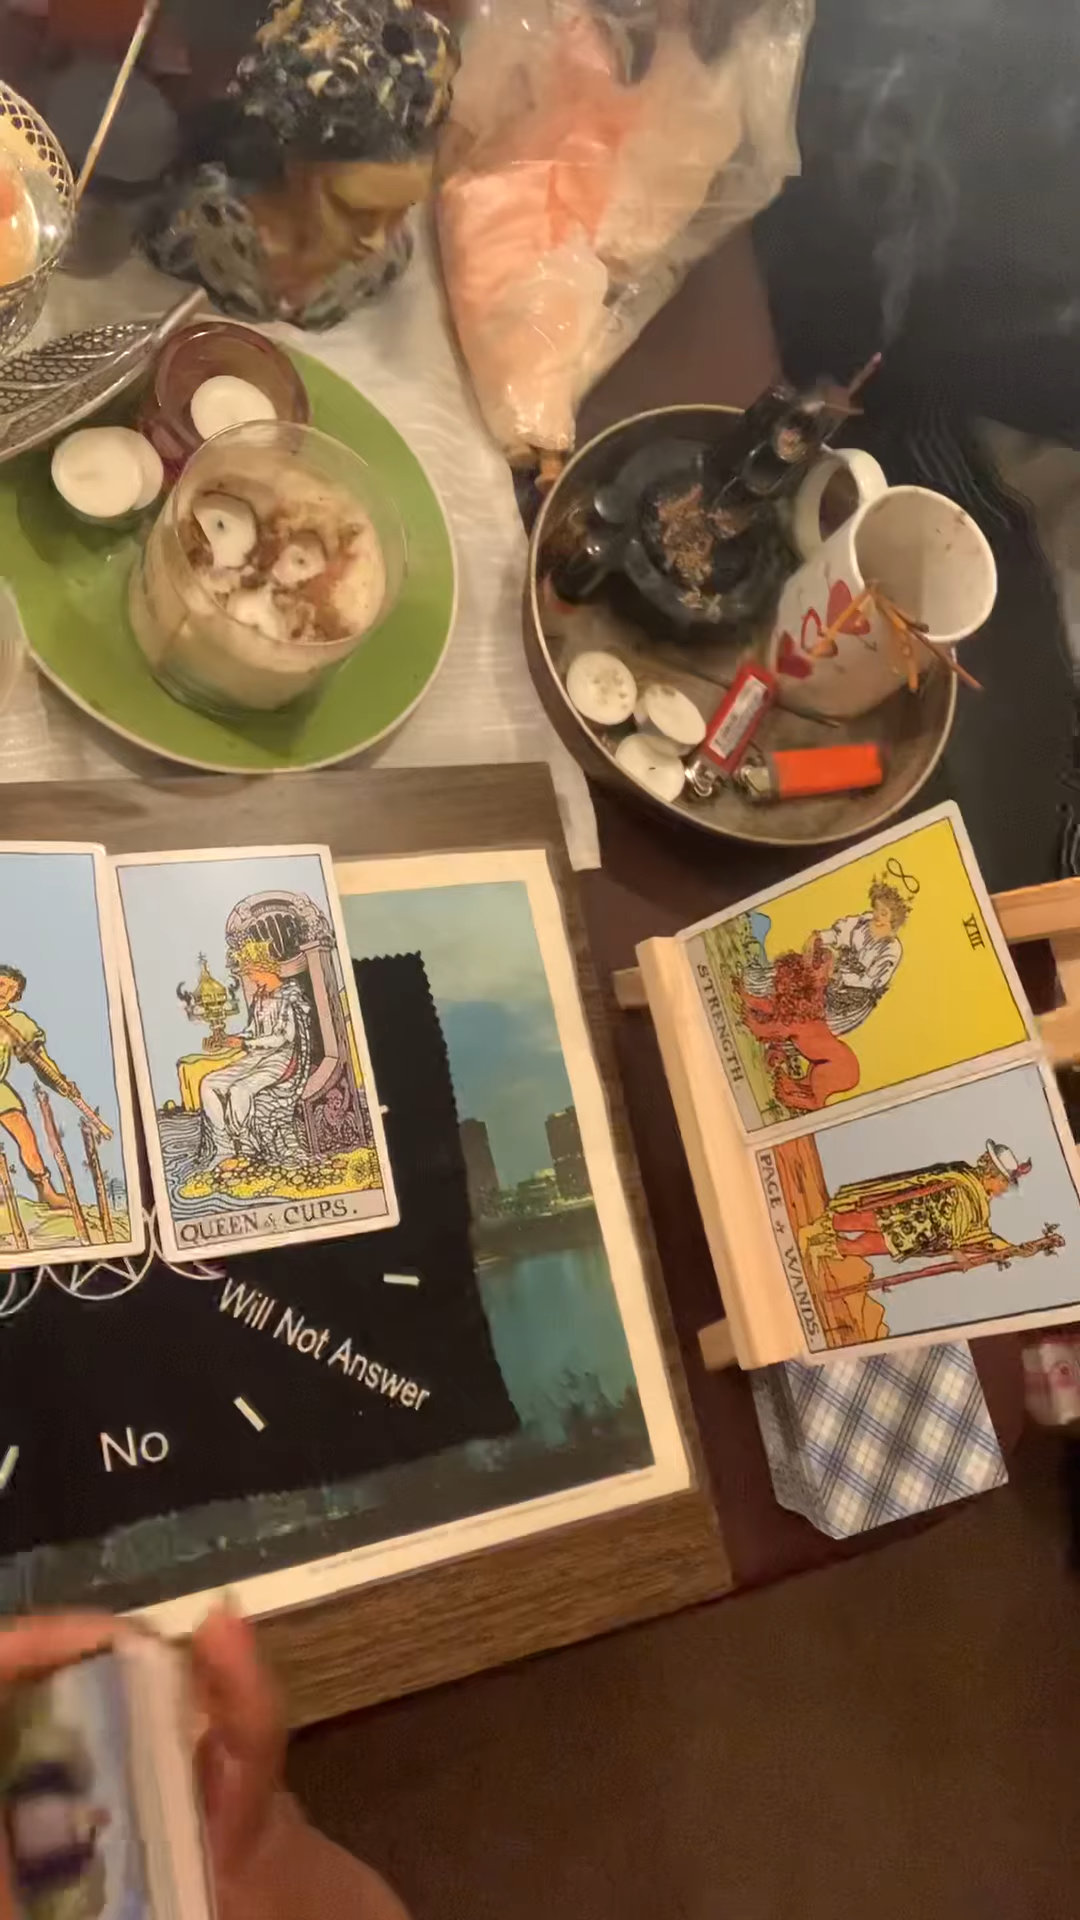 VIII
STRENGTH
QUEEN of CUPS.
PAGE of WANDS.
Will Not Answer
No